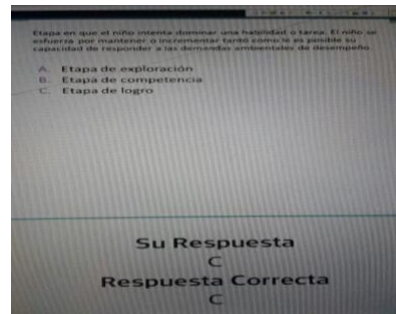 Etapa en que el niño intenta dominar una habilidad o tarea. El niño se
esfuerza por mantener o incrementar tanto como le es posible su
capacidad de responder a las demandas ambientales de desempeño.
A. Etapa de exploración
B. Etapa de competencia
C. Etapa de logro
Su Respuesta
C
Respuesta Correcta
C